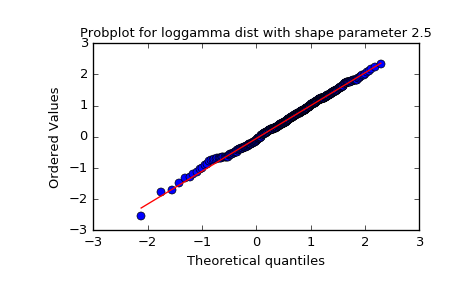 Probplot for loggamma dist with shape parameter 2.5
3
2
1
0
−1
−2
−3
Ordered Values
−3 −2 −1 0 1 2 3
Theoretical quantiles